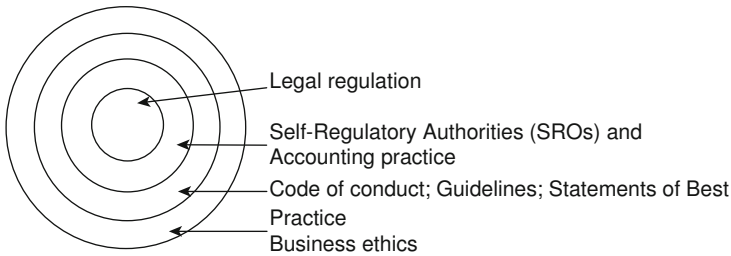 Legal regulation
Self-Regulatory Authorities (SROs) and
Accounting practice
Code of conduct; Guidelines; Statements of Best
Practice
Business ethics